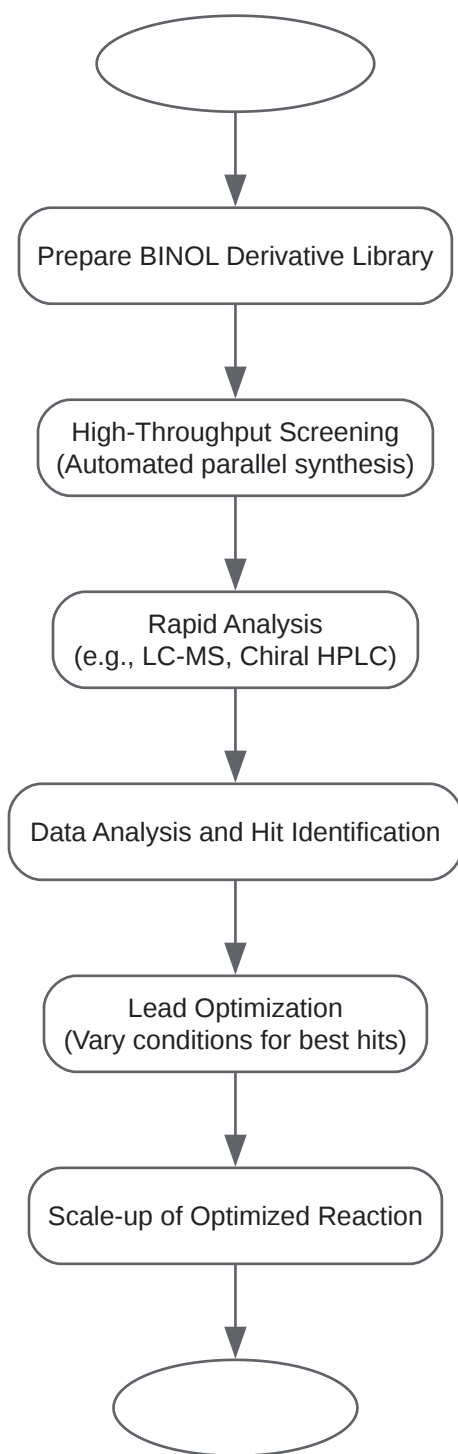 Prepare BINOL Derivative Library
High-Throughput Screening
(Automated parallel synthesis)
Rapid Analysis
(e.g., LC-MS, Chiral HPLC)
Data Analysis and Hit Identification
Lead Optimization
(Vary conditions for best hits)
Scale-up of Optimized Reaction